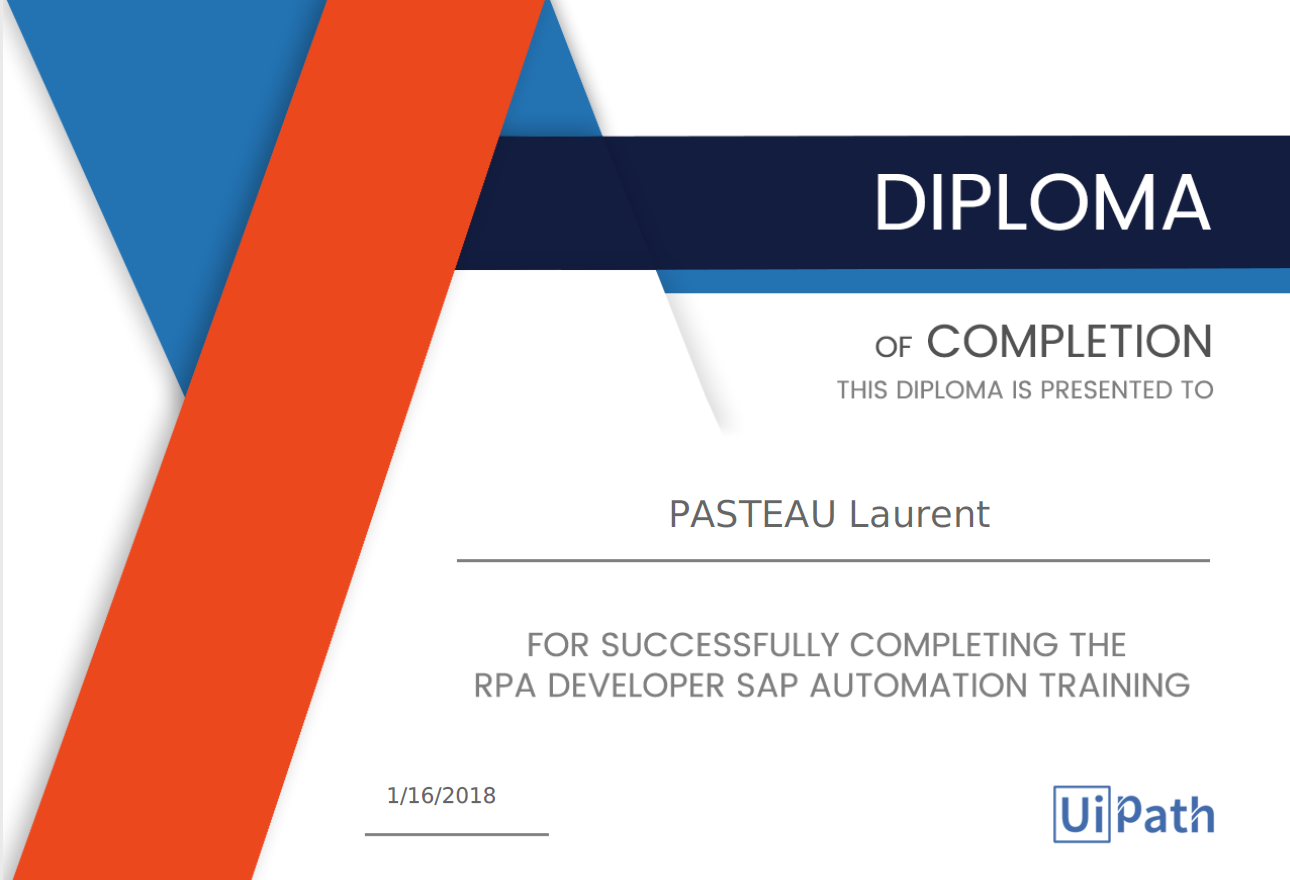 DIPLOMA
OF COMPLETION
THIS DIPLOMA IS PRESENTED TO
PASTEAU Laurent
FOR SUCCESSFULLY COMPLETING THE
RPA DEVELOPER SAP AUTOMATION TRAINING
1/16/2018
UiPath